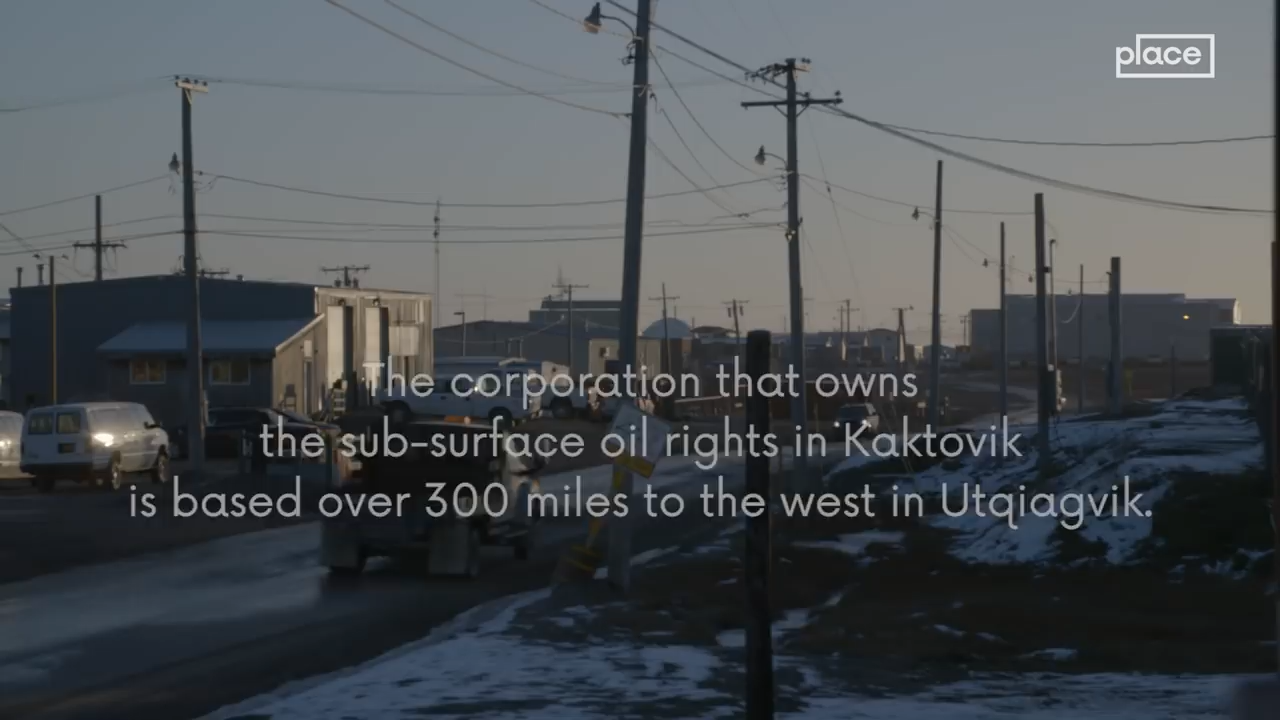 place
The corporation that owns
the sub-surface oil rights in Kaktovik
is based over 300 miles to the west in Utqiagvik.